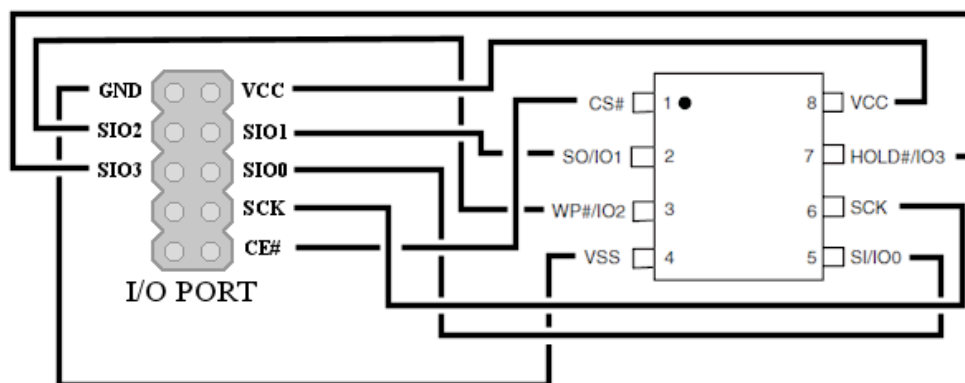 GND VCC
SIO2 SIO1
SIO3 SIO0
SCK
CE#
I/O PORT
CS# 1 8 VCC
SO/IO1 2 7 HOLD#/IO3
WP#/IO2 3 6 SCK
VSS 4 5 SI/IO0